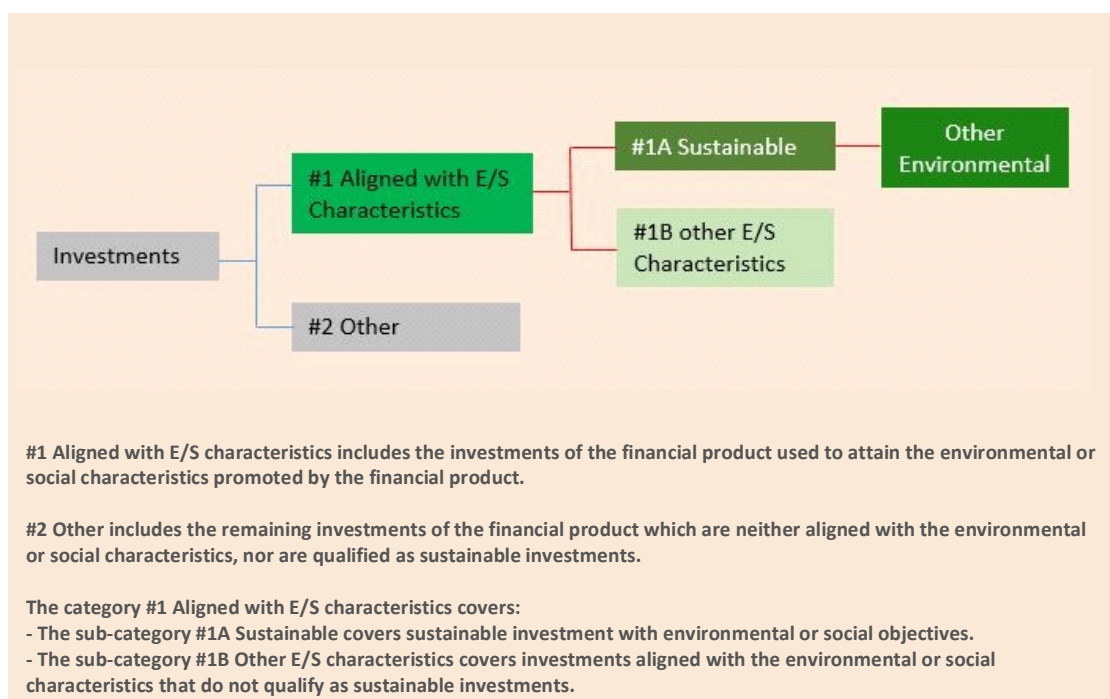 #1A Sustainable
Other
Environmental
#1 Aligned with E/S
Characteristics
#1B other E/S
Characteristics
Investments
#2 Other
#1 Aligned with E/S characteristics includes the investments of the financial product used to attain the environmental or
social characteristics promoted by the financial product.
#2 Other includes the remaining investments of the financial product which are neither aligned with the environmental
or social characteristics, nor are qualified as sustainable investments.
The category #1 Aligned with E/S characteristics covers:
- The sub-category #1A Sustainable covers sustainable investment with environmental or social objectives.
- The sub-category #1B Other E/S characteristics covers investments aligned with the environmental or social
characteristics that do not qualify as sustainable investments.